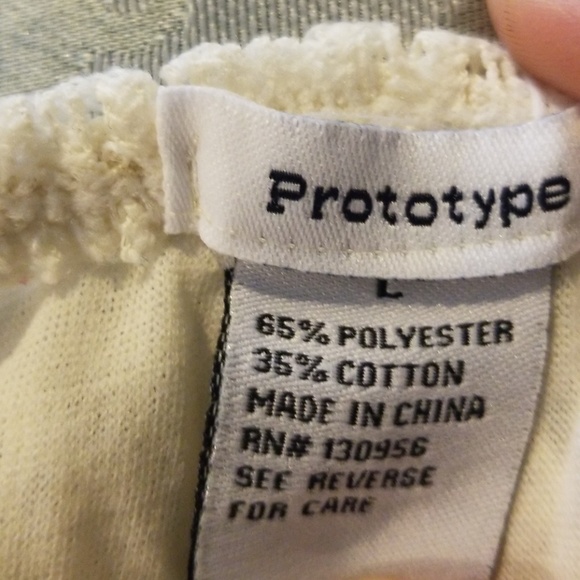 Prototype
L
65% POLYESTER
35% COTTON
MADE IN CHINA
RN# 130956
SEE REVERSE
FOR CARE